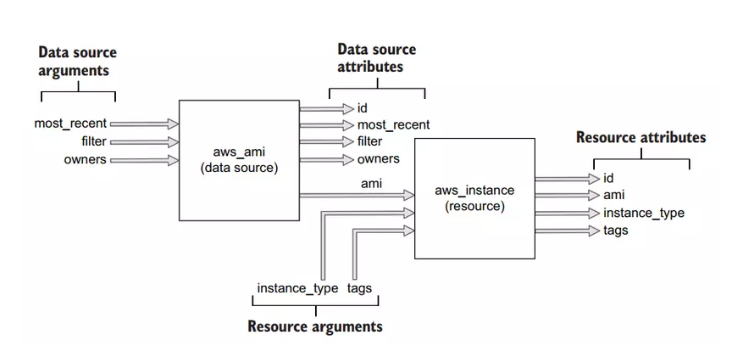 Data source
arguments
Data source
attributes
most_recent
filter
owners
aws_ami
(data source)
id
most_recent
filter
owners
ami
aws_instance
(resource)
Resource attributes
id
ami
instance_type
tags
instance_type tags
Resource arguments